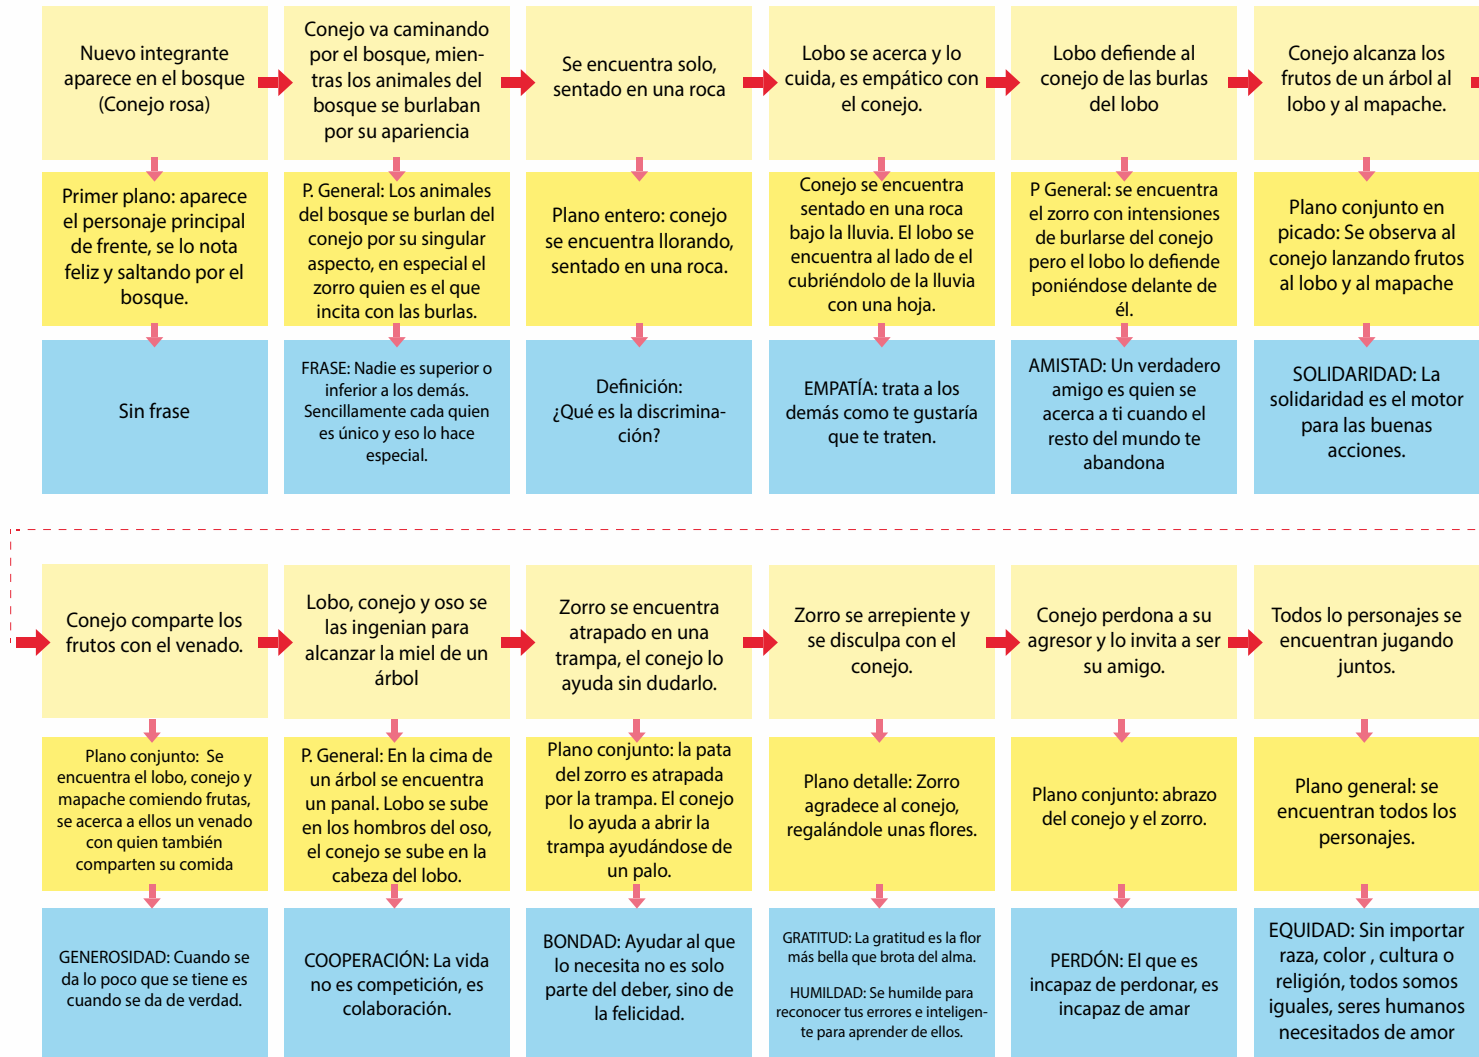 Nuevo integrante
aparece en el bosque
(Conejo rosa)
Conejo va caminando
por el bosque, mien-
tras los animales del
bosque se burlaban
por su apariencia
Se encuentra solo,
sentado en una roca
Lobo se acerca y lo
cuida, es empático con
el conejo.
Lobo defiende al
conejo de las burlas
del lobo
Conejo alcanza los
frutos de un árbol al
lobo y al mapache.
Primer plano: aparece
el personaje principal
de frente, se lo nota
feliz y saltando por el
bosque.
P. General: Los animales
del bosque se burlan del
conejo por su singular
aspecto, en especial el
zorro quien es el que
incita con las burlas.
Plano entero: conejo
se encuentra llorando,
sentado en una roca.
Conejo se encuentra
sentado en una roca
bajo la lluvia. El lobo se
encuentra al lado de el
cubriéndolo de la lluvia
con una hoja.
P General: se encuentra
el zorro con intensiones
de burlarse del conejo
pero el lobo lo defiende
poniéndose delante de
él.
Plano conjunto en
picado: Se observa al
conejo lanzando frutos
al lobo y al mapache
Sin frase
FRASE: Nadie es superior o
inferior a los demás.
Sencillamente cada quien
es único y eso lo hace
especial.
Definición:
¿Qué es la discrimina-
ción?
EMPATÍA: trata a los
demás como te gustaría
que te traten.
AMISTAD: Un verdadero
amigo es quien se
acerca a ti cuando el
resto del mundo te
abandona
SOLIDARIDAD: La
solidaridad es el motor
para las buenas
acciones.
Conejo comparte los
frutos con el venado.
Lobo, conejo y oso se
las ingenian para
alcanzar la miel de un
árbol
Zorro se encuentra
atrapado en una
trampa, el conejo lo
ayuda sin dudarlo.
Zorro se arrepiente y
se disculpa con el
conejo.
Conejo perdona a su
agresor y lo invita a ser
su amigo.
Todos lo personajes se
encuentran jugando
juntos.
Plano conjunto: Se
encuentra el lobo, conejo y
mapache comiendo frutas,
se acerca a ellos un venado
con quien también
comparten su comida
P. General: En la cima de
un árbol se encuentra
un panal. Lobo se sube
en los hombros del oso,
el conejo se sube en la
cabeza del lobo.
Plano conjunto: la pata
del zorro es atrapada
por la trampa. El conejo
lo ayuda a abrir la
trampa ayudándose de
un palo.
Plano detalle: Zorro
agradece al conejo,
regalándole unas flores.
Plano conjunto: abrazo
del conejo y el zorro.
Plano general: se
encuentran todos los
personajes.
GENEROSIDAD: Cuando se
da lo poco que se tiene es
cuando se da de verdad.
COOPERACIÓN: La vida
no es competición, es
colaboración.
BONDAD: Ayudar al que
lo necesita no es solo
parte del deber, sino de
la felicidad.
GRATITUD: La gratitud es la flor
más bella que brota del alma.
HUMILDAD: Se humilde para
reconocer tus errores e inteligen-
te para aprender de ellos.
PERDÓN: El que es
incapaz de perdonar, es
incapaz de amar
EQUIDAD: Sin importar
raza, color , cultura o
religión, todos somos
iguales, seres humanos
necesitados de amor